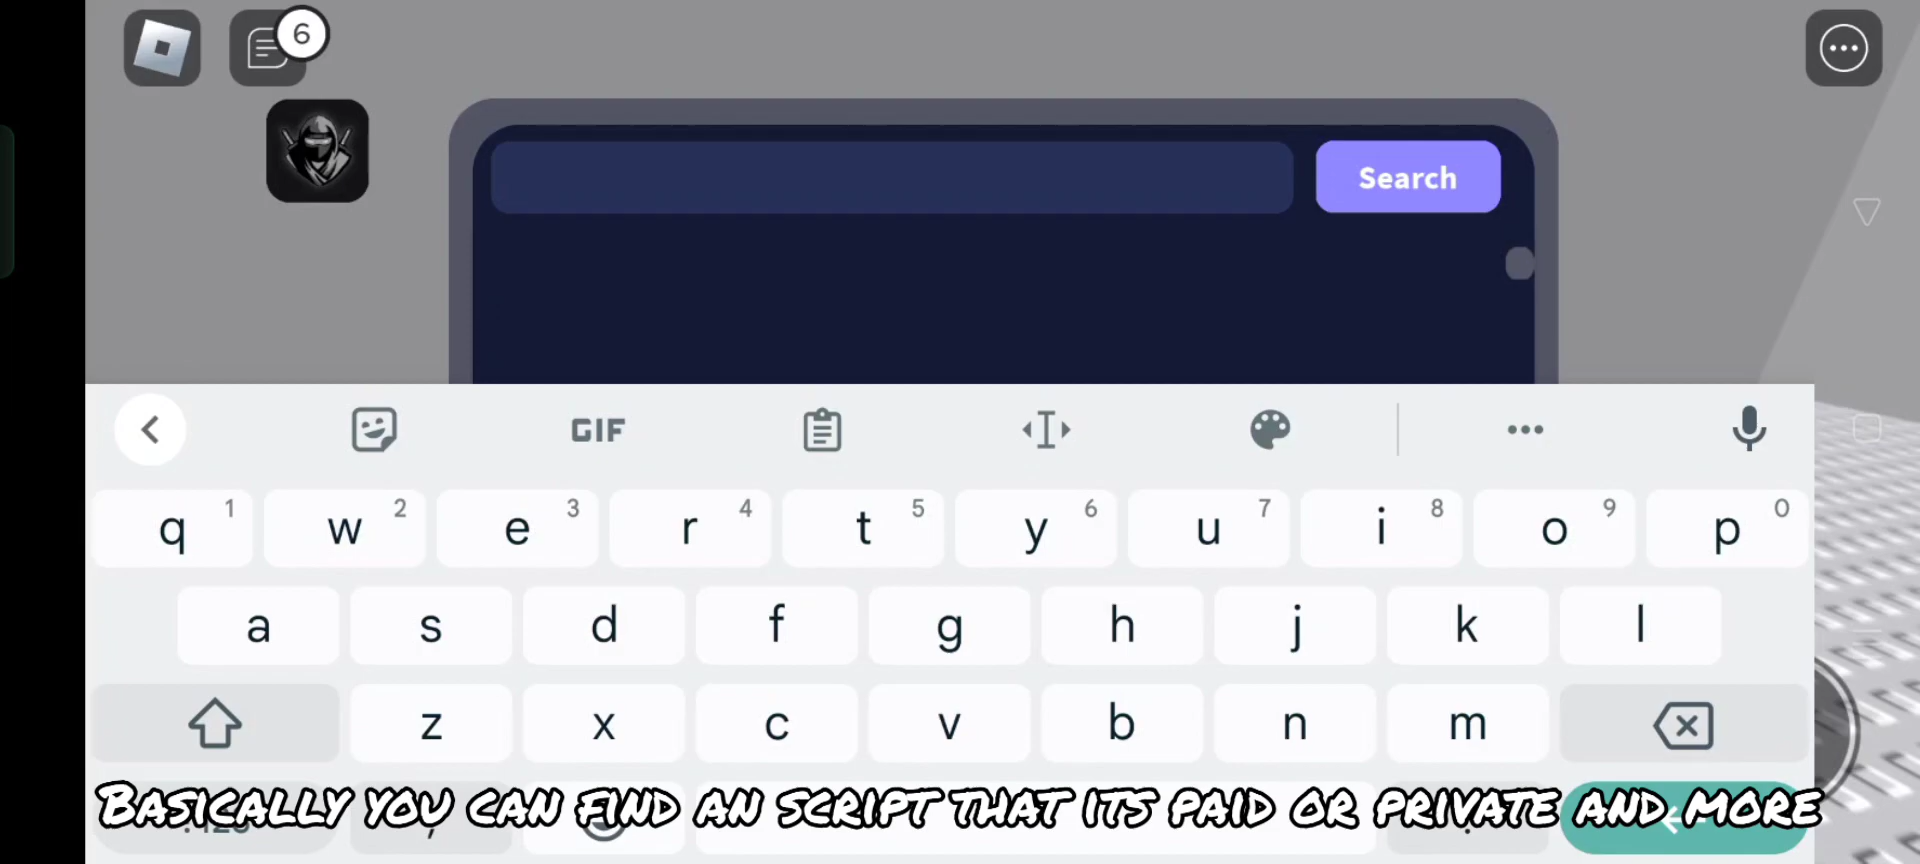 6
Search
GIF
q 1 w 2 e 3 r 4 t 5 y 6 u 7 i 8 o 9 p 0
a s d f g h j k l
z x c v b n m
BASICALLY YOU CAN FIND AN SCRIPT THAT ITS PAID OR PRIVATE AND MORE